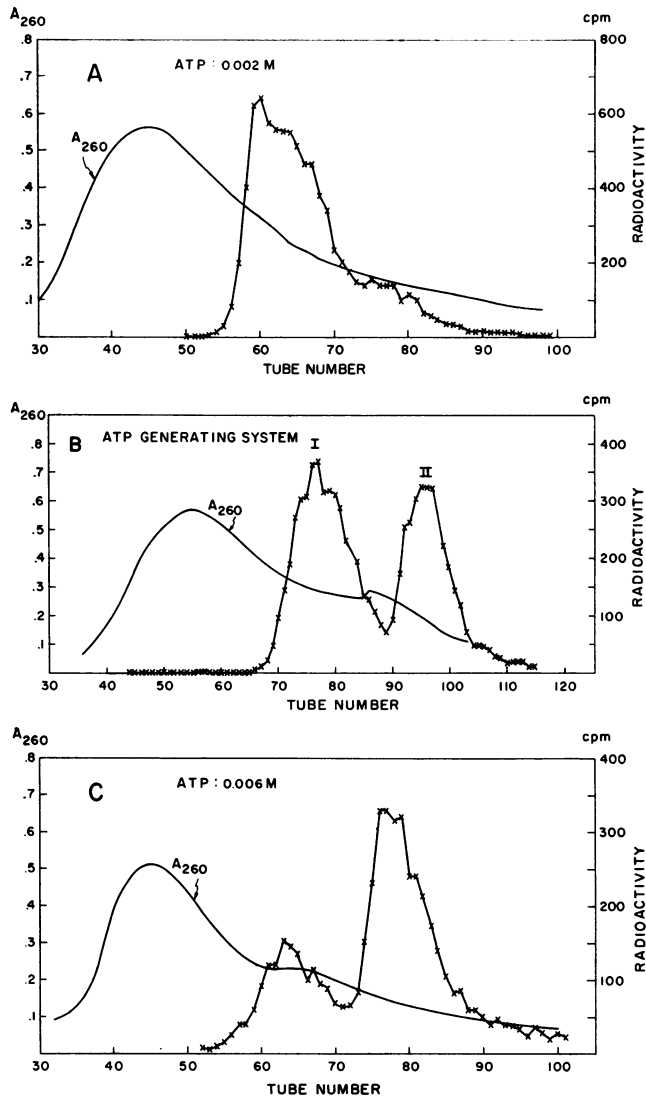 A260 cpm
.8 800
A ATP : 0.002 M
.7
.6 600
A260
.5
.4 400
.3
.2 200
.1
RADIOACTIVITY
30 40 50 60 70 80 90 100
TUBE NUMBER
A260 cpm
B ATP GENERATING SYSTEM I
.8 400
II
.7
.6 300
A260
.5
.4 200
.3
.2 100
.1
RADIOACTIVITY
30 40 50 60 70 80 90 100 110 120
TUBE NUMBER
A260 cpm
.8 400
C ATP : 0.006 M
.7
.6 300
.5
A260
.4 200
.3
.2 100
.1
RADIOACTIVITY
30 40 50 60 70 80 90 100
TUBE NUMBER